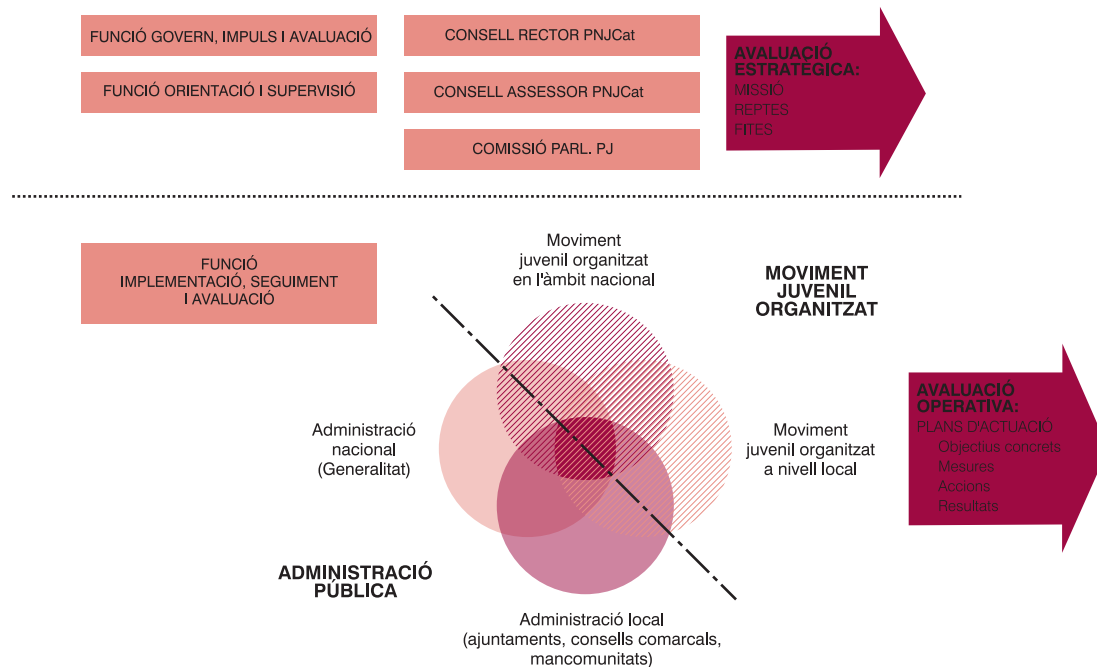 FUNCIÓ GOVERN, IMPULS I AVALUACIÓ
CONSELL RECTOR PNJCat
FUNCIÓ ORIENTACIÓ I SUPERVISIÓ
CONSELL ASSESSOR PNJCat
COMISSIÓ PARL. PJ
AVALUACIÓ
ESTRATÈGICA:
MISSIÓ
REPTES
FITES
FUNCIÓ
IMPLEMENTACIÓ, SEGUIMENT
I AVALUACIÓ
Moviment
juvenil organitzat
en l'àmbit nacional
MOVIMENT
JUVENIL
ORGANITZAT
Administració
nacional
(Generalitat)
Moviment
juvenil organitzat
a nivell local
AVALUACIÓ
OPERATIVA:
PLANS D'ACTUACIÓ
Objectius concrets
Mesures
Accions
Resultats
ADMINISTRACIÓ
PÚBLICA
Administració local
(ajuntaments, consells comarcals,
mancomunitats)